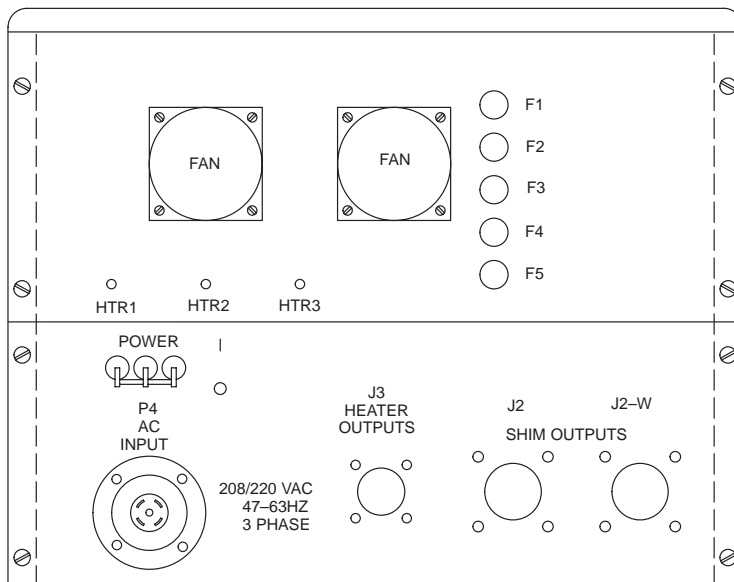 F1
FAN
FAN
F2
F3
F4
F5
HTR1
HTR2
HTR3
POWER
|
P4
AC
INPUT
208/220 VAC
47–63HZ
3 PHASE
J3
HEATER
OUTPUTS
J2
J2–W
SHIM OUTPUTS